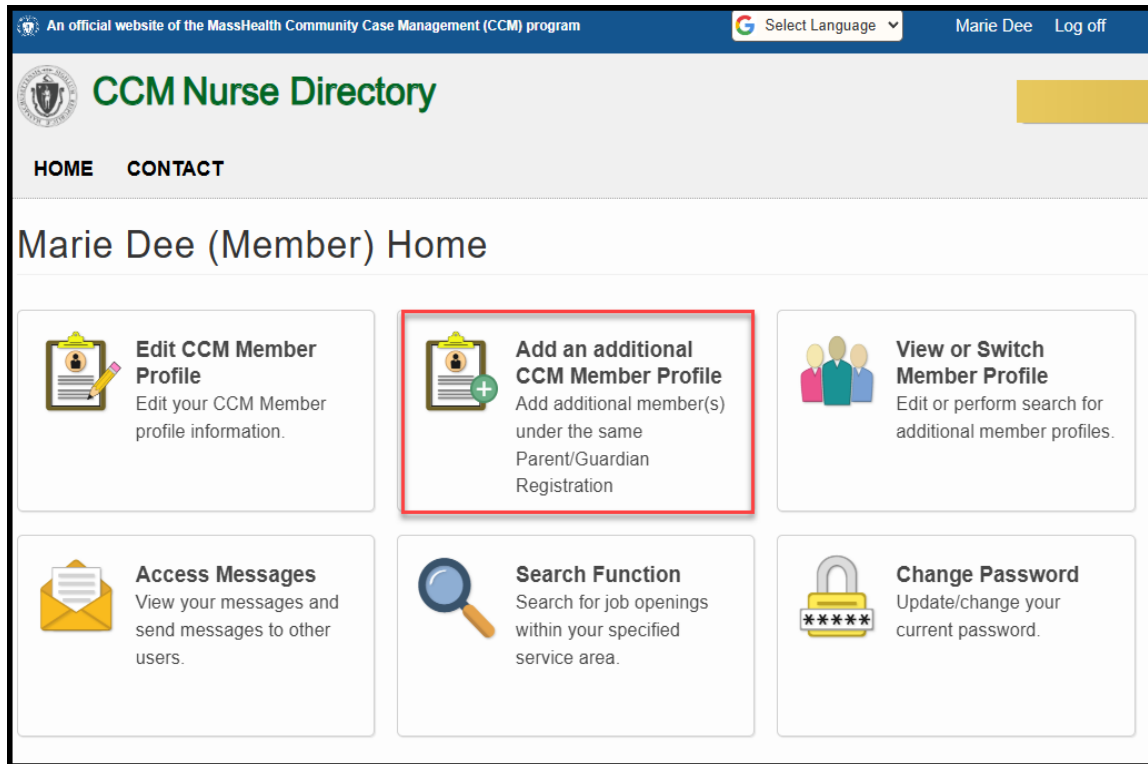 An official website of the MassHealth Community Case Management (CCM) program
Select Language
Marie Dee Log off
CCM Nurse Directory
HOME CONTACT
Marie Dee (Member) Home
Edit CCM Member
Profile
Edit your CCM Member
profile information.
Add an additional
CCM Member Profile
Add additional member(s)
under the same
Parent/Guardian
Registration
View or Switch
Member Profile
Edit or perform search for
additional member profiles.
Access Messages
View your messages and
send messages to other
users.
Search Function
Search for job openings
within your specified
service area.
*****
Change Password
Update/change your
current password.